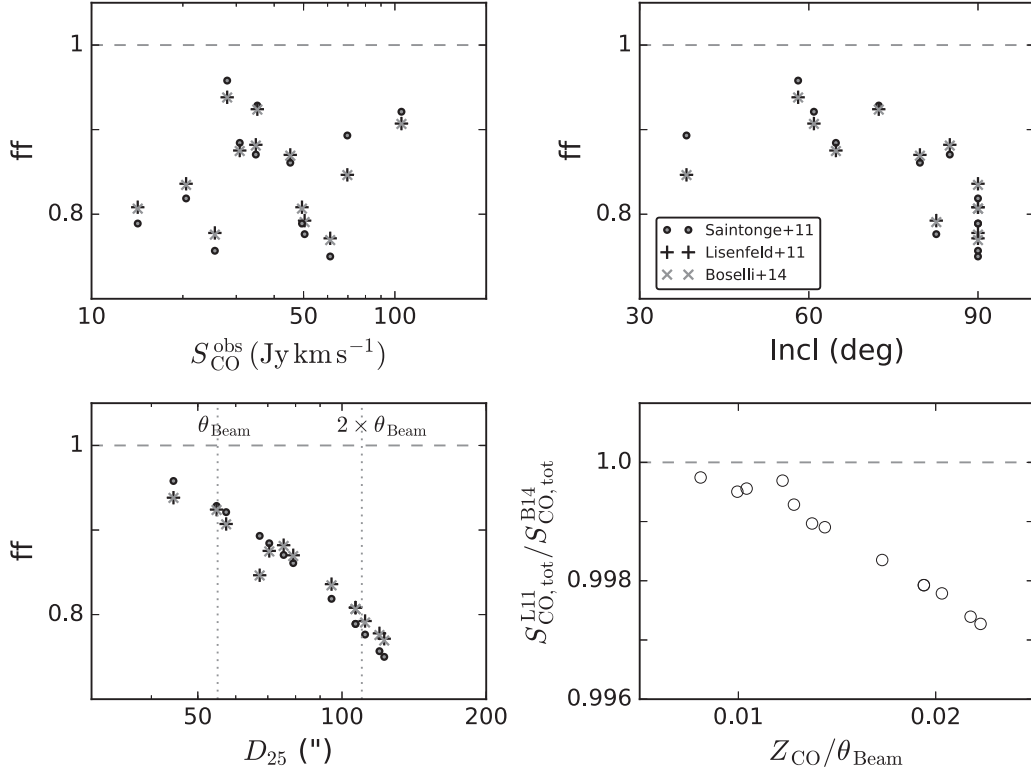 1
ff
0.8
10
20
50
100
S_CO^obs (Jy km s^−1)
1
ff
0.8
Saintonge+11
Lisenfeld+11
Boselli+14
30
60
90
Incl (deg)
θ_Beam
2 × θ_Beam
1
ff
0.8
50
100
200
D_25 (")
1.0
0.998
0.996
S_CO,tot^L11/S_CO,tot^B14
0.01
0.02
Z_CO/θ_Beam